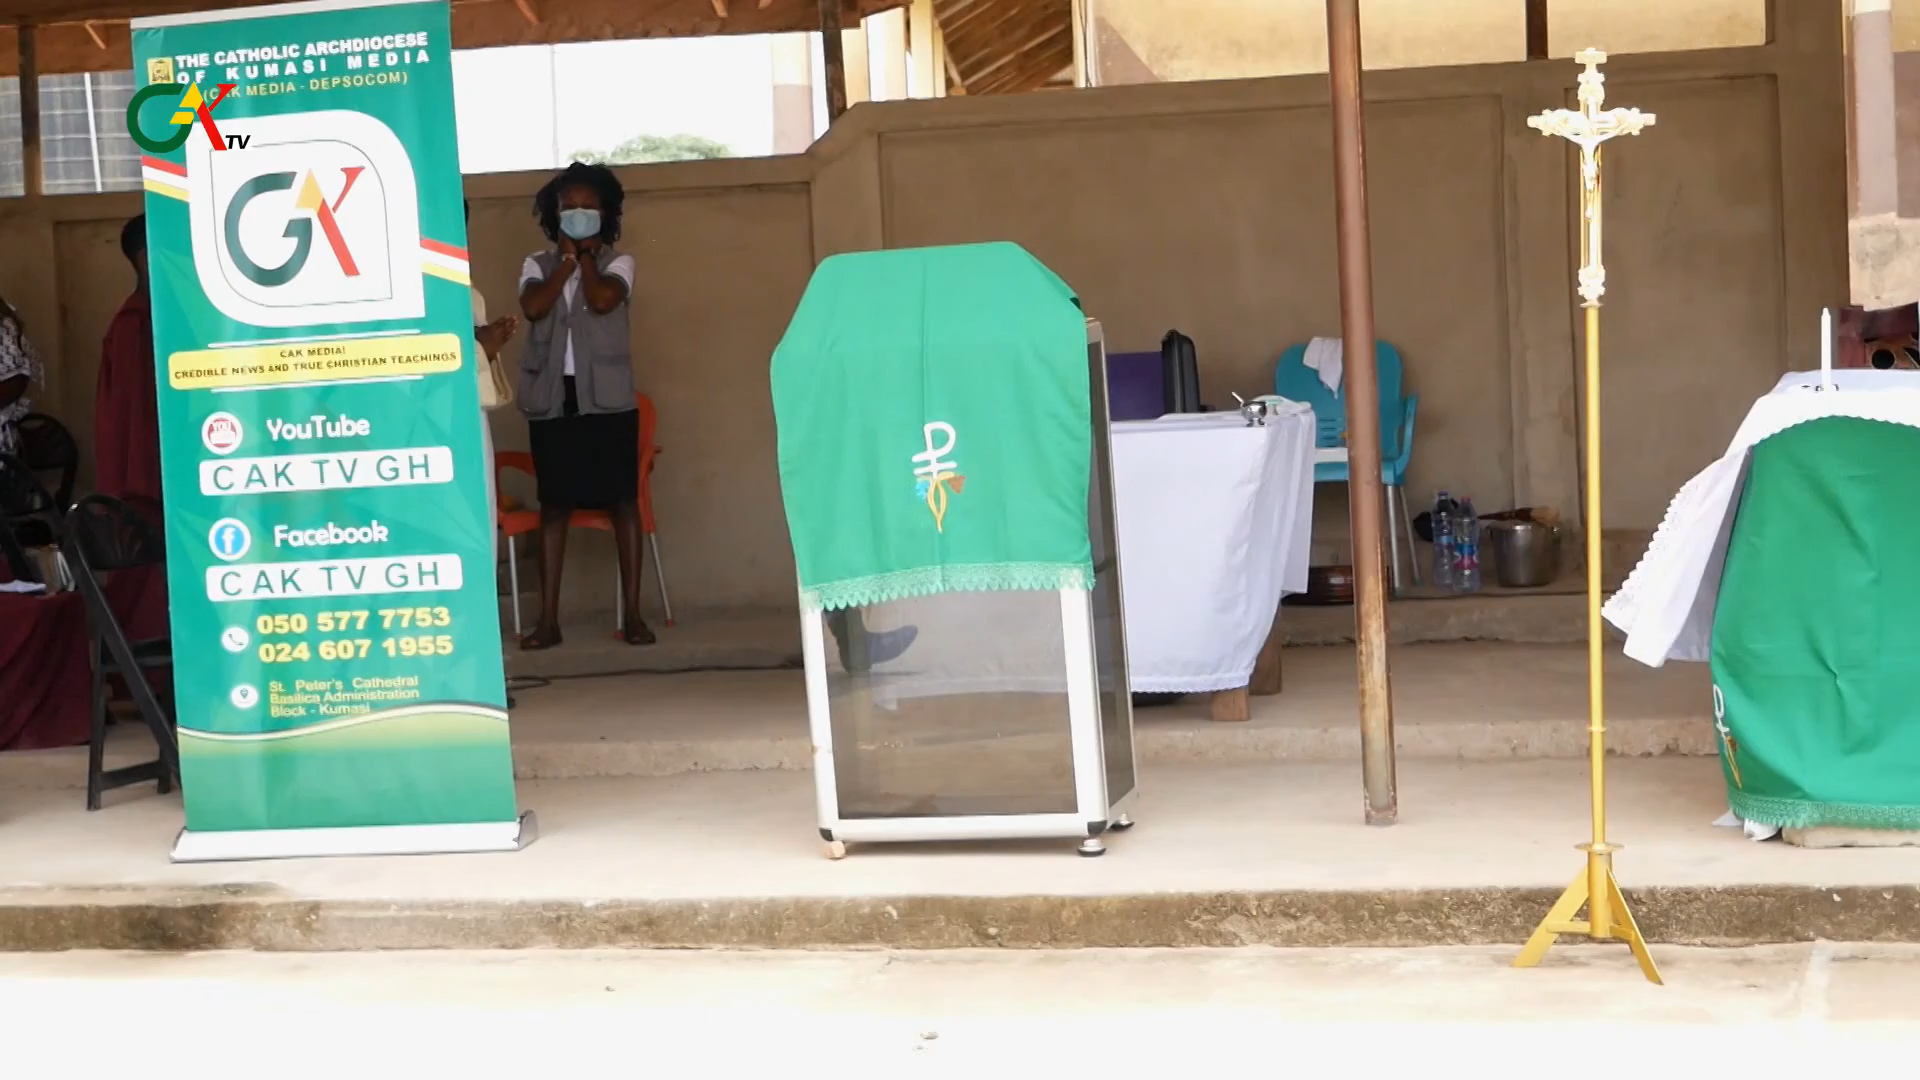 THE CATHOLIC ARCHDIOCESE
OF KUMASI MEDIA
(CAK MEDIA - DEPSOCOM)
CAK TV
CAK
CAK MEDIA!
CREDIBLE NEWS AND TRUE CHRISTIAN TEACHINGS
YouTube
CAK TV GH
Facebook
CAK TV GH
050 577 7753
024 607 1955
St. Peter's Cathedral
Basilica Administration
Block - Kumasi